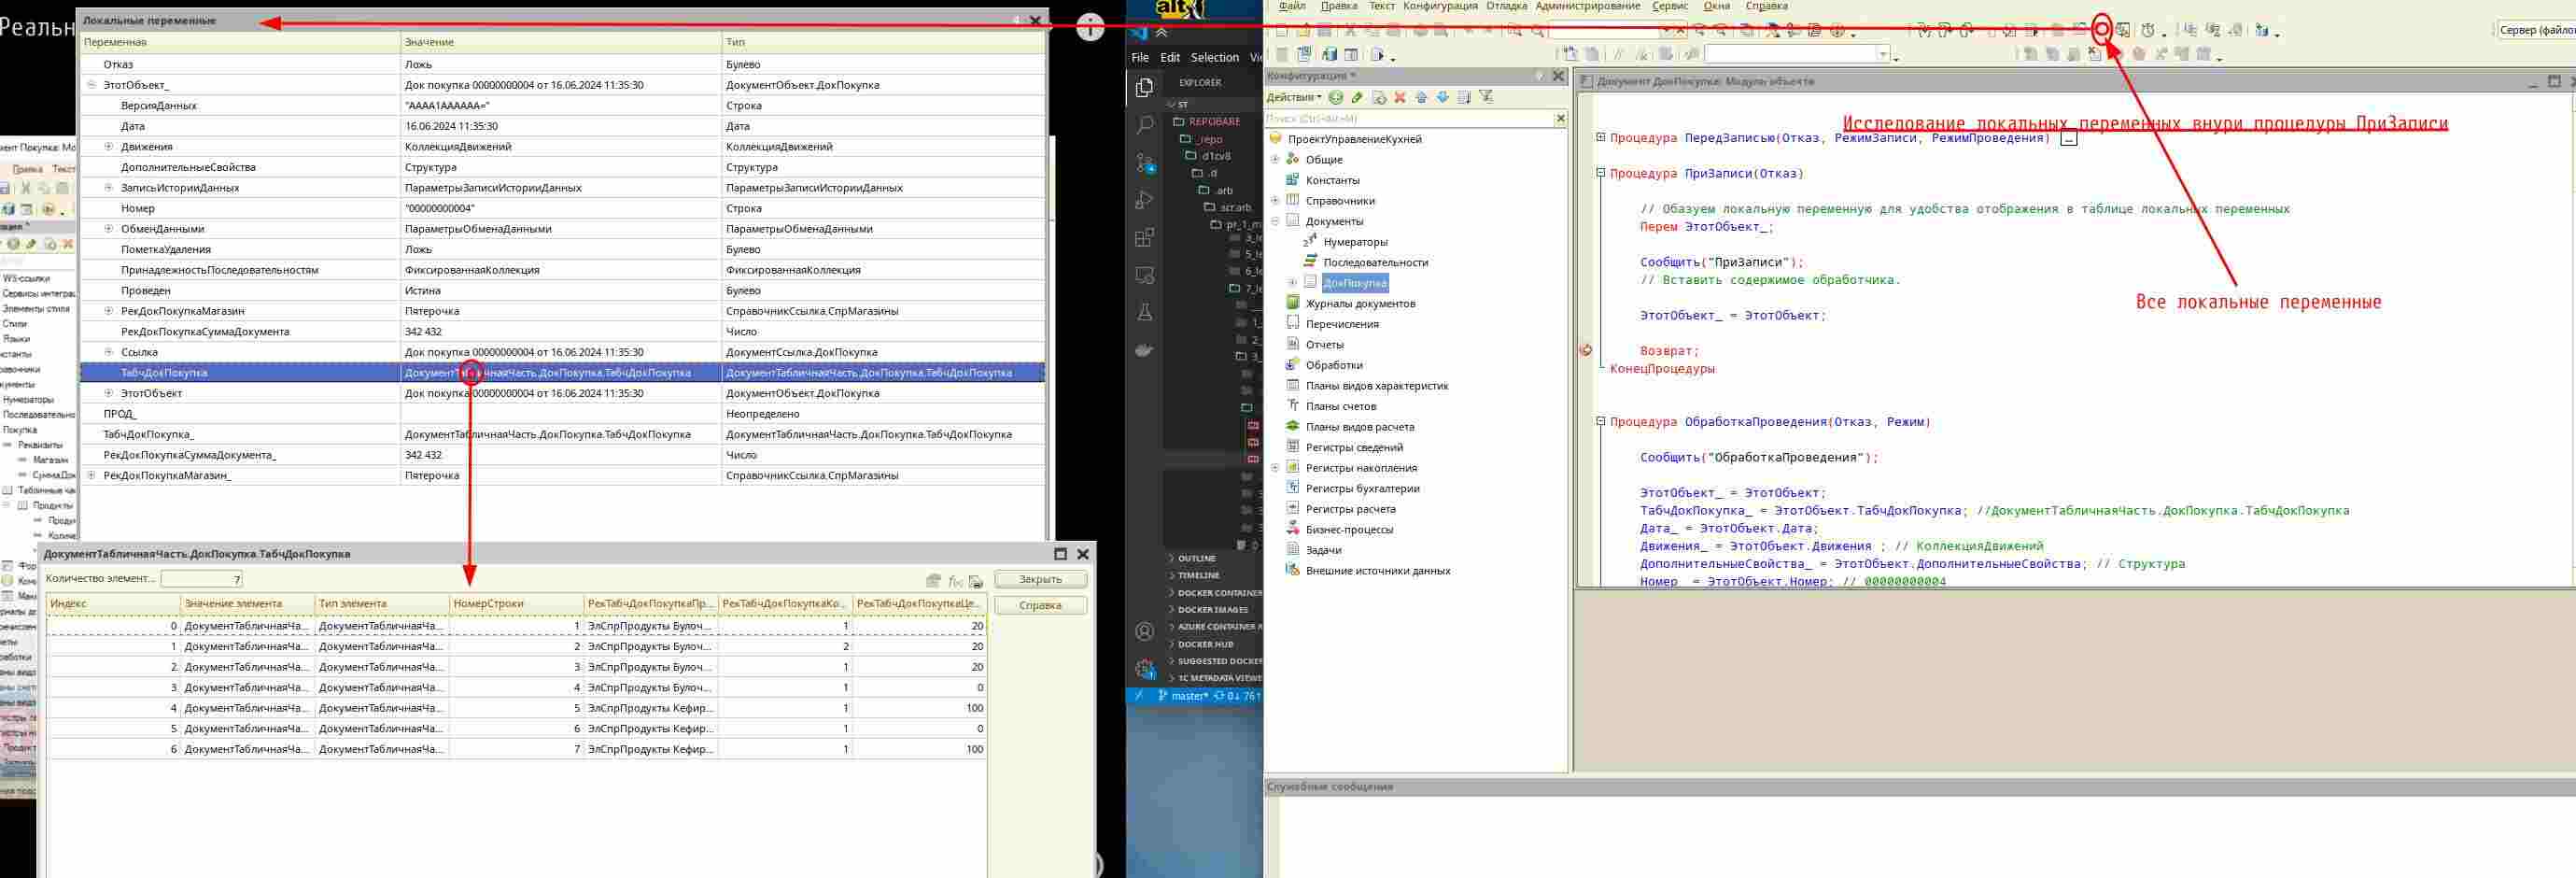 Локальные переменные
Переменная Значение Тип
Отказ Ложь Булево
ЭтотОбъект_ Док покупка 00000000004 от 16.06.2024 11:35:30 ДокументОбъект.ДокПокупка
ВерсияДанных "AAAA1AAAAAA=" Строка
Дата 16.06.2024 11:35:30 Дата
Движения КоллекцияДвижений КоллекцияДвижений
ДополнительныеСвойства Структура Структура
ЗаписьИсторииДанных ПараметрыЗаписиИсторииДанных ПараметрыЗаписиИсторииДанных
Номер "00000000004" Строка
ОбменДанными ПараметрыОбменаДанными ПараметрыОбменаДанными
ПометкаУдаления Ложь Булево
ПринадлежностьПоследовательностям ФиксированнаяКоллекция ФиксированнаяКоллекция
Проведен Истина Булево
РекДокПокупкаМагазин Пятерочка СправочникСсылка.СпрМагазины
РекДокПокупкаСуммаДокумента 342 432 Число
Ссылка Док покупка 00000000004 от 16.06.2024 11:35:30 ДокументСсылка.ДокПокупка
ТабчДокПокупка ДокументТабличнаяЧасть.ДокПокупка.ТабчДокПокупка ДокументТабличнаяЧасть.ДокПокупка.ТабчДокПокупка
ЭтотОбъект Док покупка 00000000004 от 16.06.2024 11:35:30 ДокументОбъект.ДокПокупка
ПРОД_ Неопределено
ТабчДокПокупка_ ДокументТабличнаяЧасть.ДокПокупка.ТабчДокПокупка ДокументТабличнаяЧасть.ДокПокупка.ТабчДокПокупка
РекДокПокупкаСуммаДокумента_ 342 432 Число
РекДокПокупкаМагазин_ Пятерочка СправочникСсылка.СпрМагазины
ДокументТабличнаяЧасть.ДокПокупка.ТабчДокПокупка
Количество элемент... 7 Закрыть
Справка
Индекс Значение элемента Тип элемента НомерСтроки РекТабчДокПокупкаПр... РекТабчДокПокупкаКо... РекТабчДокПокупкаЦе...
0 ДокументТабличнаяЧа... ДокументТабличнаяЧа... 1 ЭлСпрПродукты Булоч... 1 20
1 ДокументТабличнаяЧа... ДокументТабличнаяЧа... 2 ЭлСпрПродукты Булоч... 2 20
2 ДокументТабличнаяЧа... ДокументТабличнаяЧа... 3 ЭлСпрПродукты Булоч... 1 20
3 ДокументТабличнаяЧа... ДокументТабличнаяЧа... 4 ЭлСпрПродукты Булоч... 1 0
4 ДокументТабличнаяЧа... ДокументТабличнаяЧа... 5 ЭлСпрПродукты Кефир... 1 100
5 ДокументТабличнаяЧа... ДокументТабличнаяЧа... 6 ЭлСпрПродукты Кефир... 1 0
6 ДокументТабличнаяЧа... ДокументТабличнаяЧа... 7 ЭлСпрПродукты Кефир... 1 100
alt
File Edit Selection
EXPLORER
ST
REPOBARE
_repo
d1cv8
.d
.arb
scr.arb.
OUTLINE
TIMELINE
DOCKER CONTAINER
DOCKER IMAGES
AZURE CONTAINER
DOCKER HUB
SUGGESTED DOCKER
1C METADATA VIEWE
master* 0↓ 76↑
Файл Правка Текст Конфигурация Отладка Администрирование Сервис Окна Справка
Сервер (файло
Конфигурация *
Действия
Поиск (Ctrl+Alt+M)
ПроектУправлениеКухней
Общие
Константы
Справочники
Документы
Нумераторы
Последовательности
ДокПокупка
Журналы документов
Перечисления
Отчеты
Обработки
Планы видов характеристик
Планы счетов
Планы видов расчета
Регистры сведений
Регистры накопления
Регистры бухгалтерии
Регистры расчета
Бизнес-процессы
Задачи
Внешние источники данных
Документ ДокПокупка: Модуль объекта
Исследование локальных переменных внури процедуры ПриЗаписи
Процедура ПередЗаписью(Отказ, РежимЗаписи, РежимПроведения) ...
Процедура ПриЗаписи(Отказ)
// Обазуем локальную переменную для удобства отображения в таблице локальных переменных
Перем ЭтотОбъект_;
Сообщить("ПриЗаписи");
// Вставить содержимое обработчика.
Все локальные переменные
ЭтотОбъект_ = ЭтотОбъект;
Возврат;
КонецПроцедуры
Процедура ОбработкаПроведения(Отказ, Режим)
Сообщить("ОбработкаПроведения");
ЭтотОбъект_ = ЭтотОбъект;
ТабчДокПокупка_ = ЭтотОбъект.ТабчДокПокупка; //ДокументТабличнаяЧасть.ДокПокупка.ТабчДокПокупка
Дата_ = ЭтотОбъект.Дата;
Движения_ = ЭтотОбъект.Движения ; // КоллекцияДвижений
ДополнительныеСвойства_ = ЭтотОбъект.ДополнительныеСвойства; // Структура
Номер_ = ЭтотОбъект.Номер; // 00000000004
Служебные сообщения